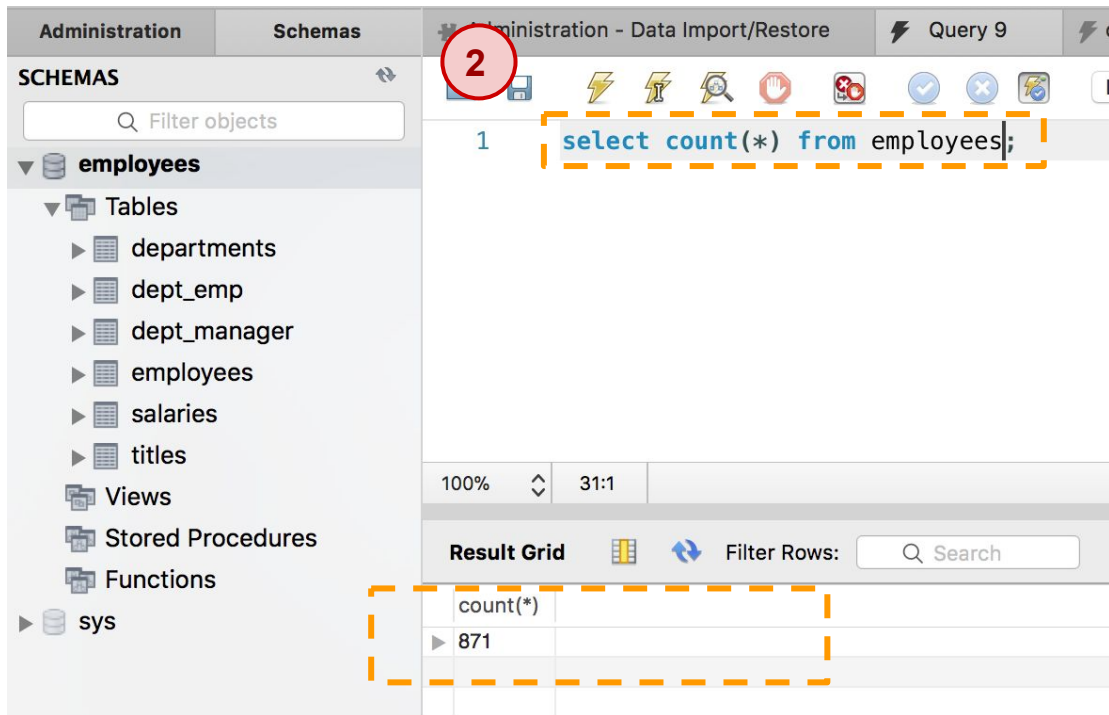 Administration
Schemas
SCHEMAS
Filter objects
employees
Tables
departments
dept_emp
dept_manager
employees
salaries
titles
Views
Stored Procedures
Functions
sys
2
- Data Import/Restore
Query 9
1
select count(*) from employees;
100%
31:1
Result Grid
Filter Rows:
Search
count(*)
871